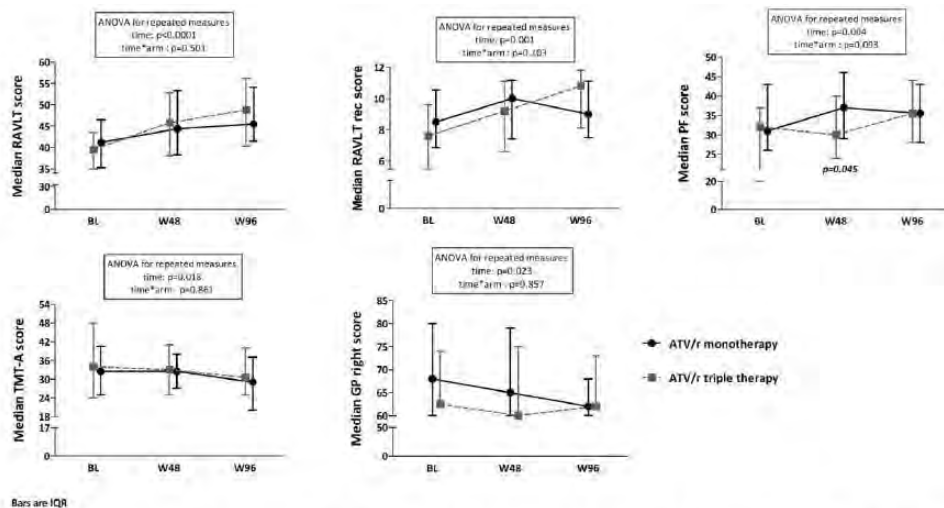 ANOVA for repeated measures
time: p<0.0001
time*arm : p=0.503
Median RAVLT score
60
55
50
45
40
35
30
0
BL W48 W96
ANOVA for repeated measures
time: p=0.001
time*arm : p=0.103
Median RAVLT rec score
12
10
8
6
4
0
BL W48 W96
ANOVA for repeated measures
time: p=0.004
time*arm : p=0.093
Median PF score
50
45
40
35
30
25
20
0
p=0.045
BL W48 W96
ANOVA for repeated measures
time: p=0.018
time*arm : p=0.861
Median TMT-A score
54
48
42
36
30
24
18
17
0
BL W48 W96
ANOVA for repeated measures
time: p=0.023
time*arm : p=0.857
Median GP right score
85
80
75
70
65
60
50
0
BL W48 W96
ATV/r monotherapy
ATV/r triple therapy
Bars are IQR